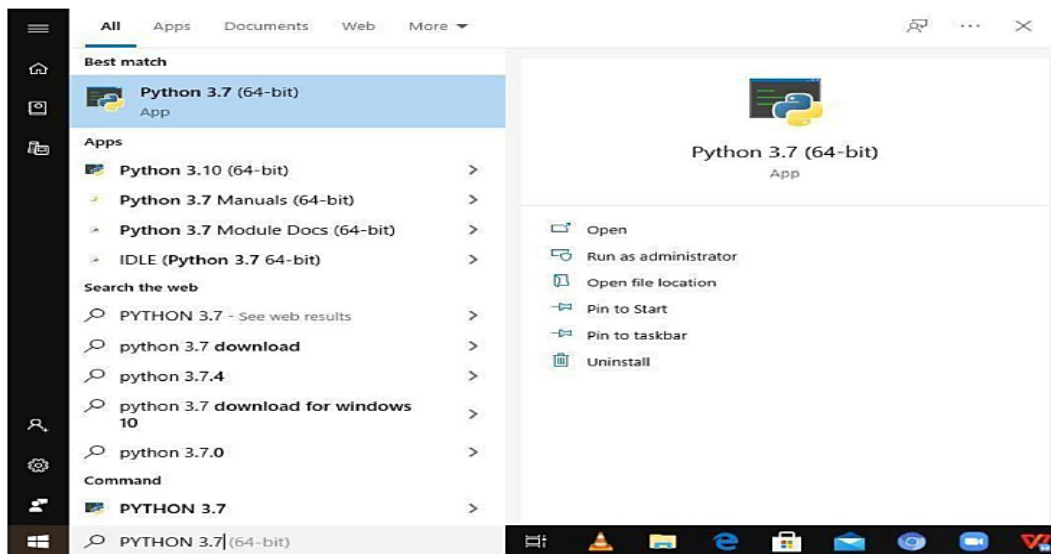 All Apps Documents Web More
Best match
Python 3.7 (64-bit)
App
Apps
Python 3.10 (64-bit)
Python 3.7 Manuals (64-bit)
Python 3.7 Module Docs (64-bit)
IDLE (Python 3.7 64-bit)
Search the web
PYTHON 3.7 - See web results
python 3.7 download
python 3.7.4
python 3.7 download for windows
10
python 3.7.0
Command
PYTHON 3.7
PYTHON 3.7 (64-bit)
Python 3.7 (64-bit)
App
Open
Run as administrator
Open file location
Pin to Start
Pin to taskbar
Uninstall